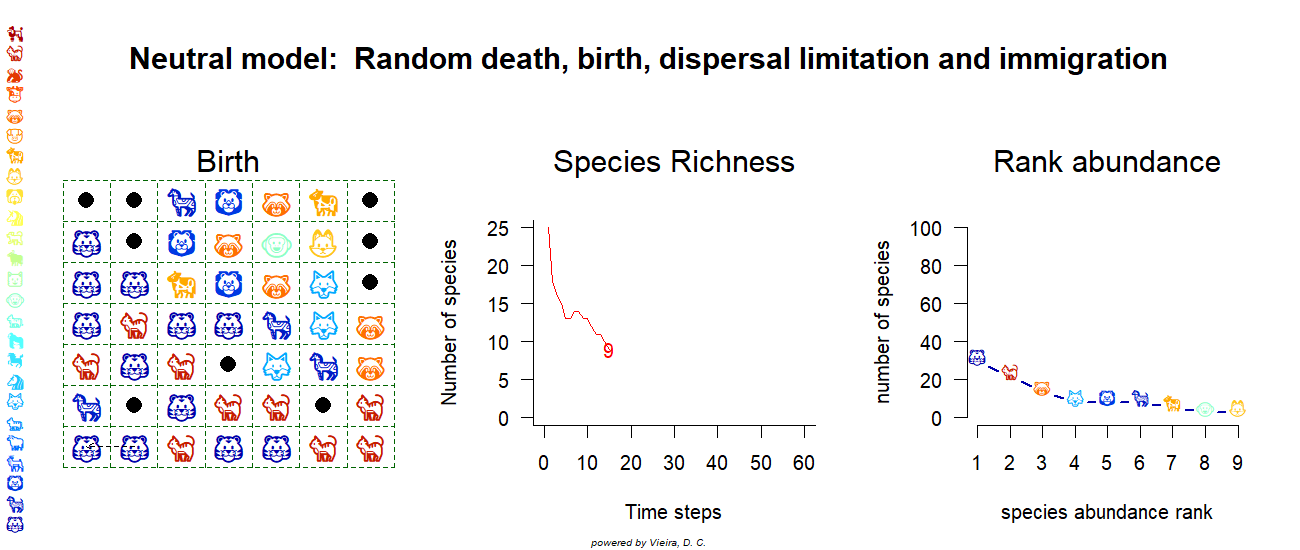 Neutral model:  Random death, birth, dispersal limitation and immigration
Birth
Species Richness
Number of species
25
20
15
10
5
0
9
0 10 20 30 40 50 60
Time steps
Rank abundance
number of species
100
80
60
40
20
0
1 2 3 4 5 6 7 8 9
species abundance rank
powered by Vieira, D. C.